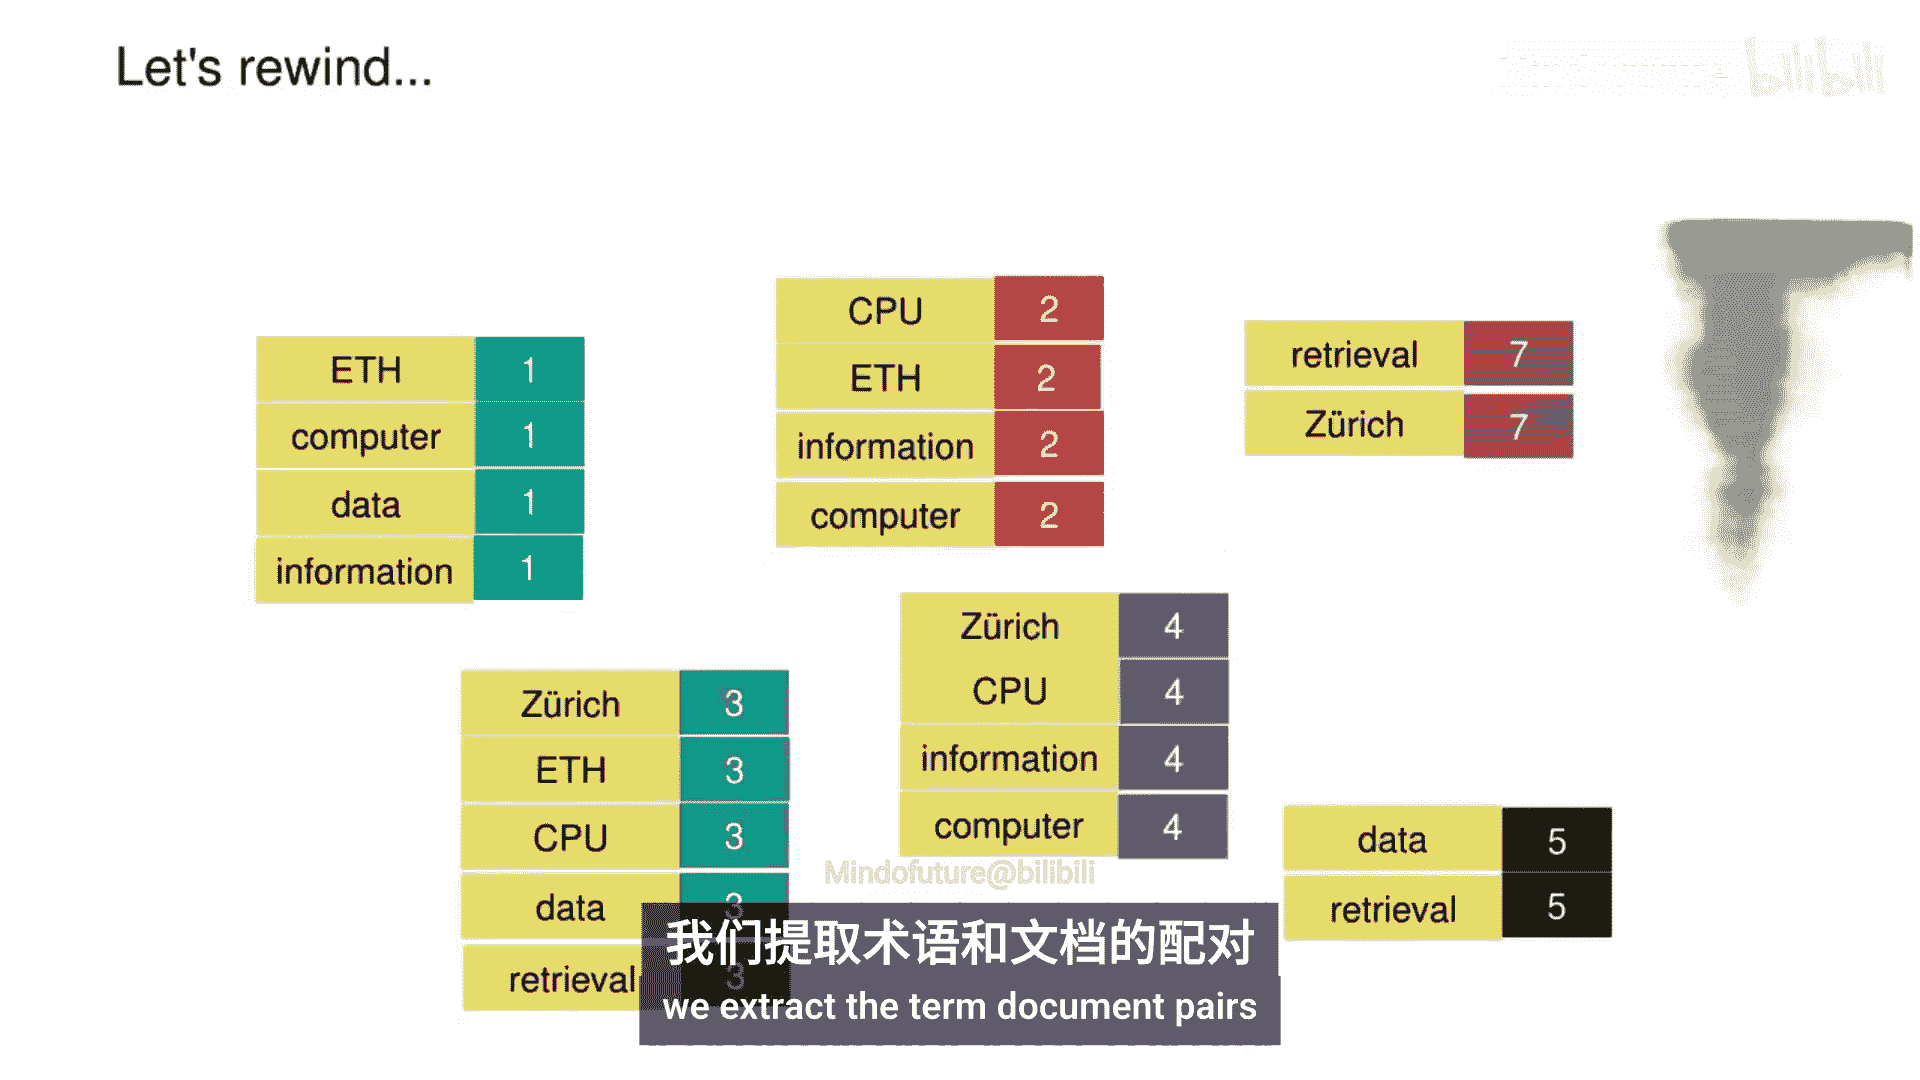 Let's rewind...
bilibili
ETH 1
computer 1
data 1
information 1
CPU 2
ETH 2
information 2
computer 2
retrieval 7
Zürich 7
Zürich 3
ETH 3
CPU 3
data 3
retrieval 3
Zürich 4
CPU 4
information 4
computer 4
data 5
retrieval 5
Mindofuture@bilibili
我们提取术语和文档的配对
we extract the term document pairs